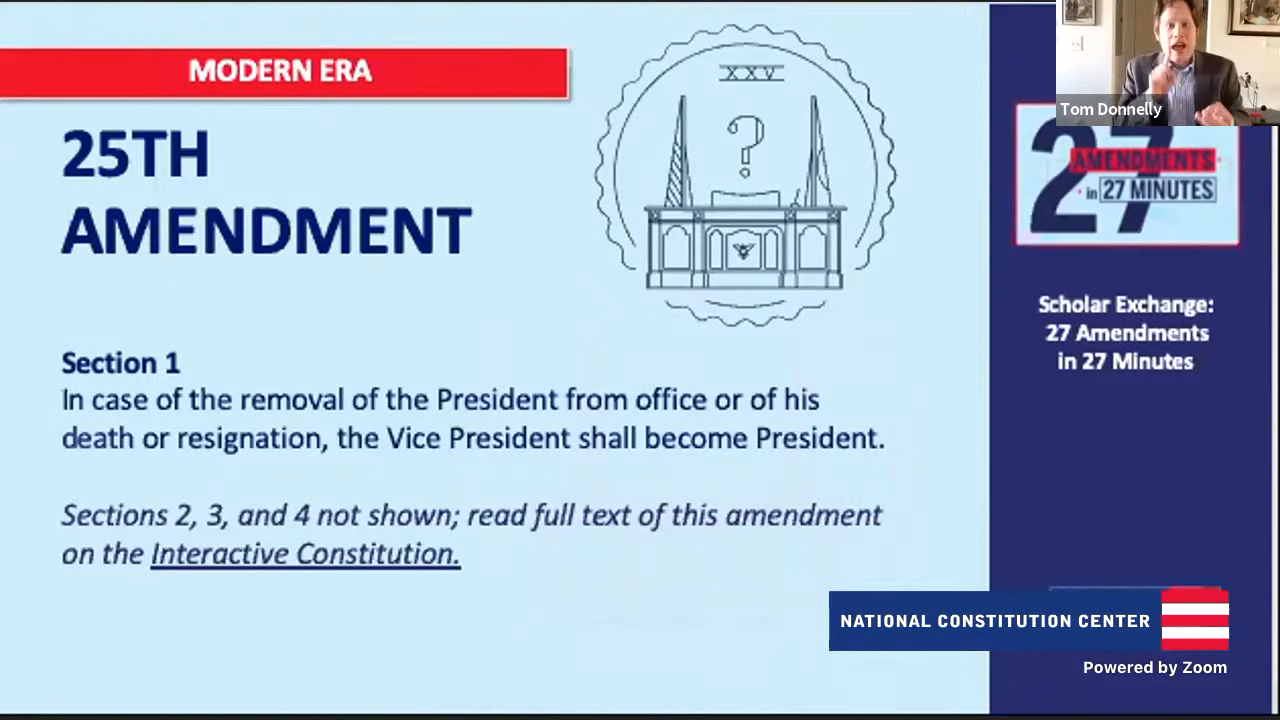 MODERN ERA
25TH
AMENDMENT
XXV
?
Section 1
In case of the removal of the President from office or of his
death or resignation, the Vice President shall become President.
Sections 2, 3, and 4 not shown; read full text of this amendment
on the Interactive Constitution.
Tom Donnelly
27
AMENDMENTS
in 27 MINUTES
Scholar Exchange:
27 Amendments
in 27 Minutes
NATIONAL CONSTITUTION CENTER
Powered by Zoom